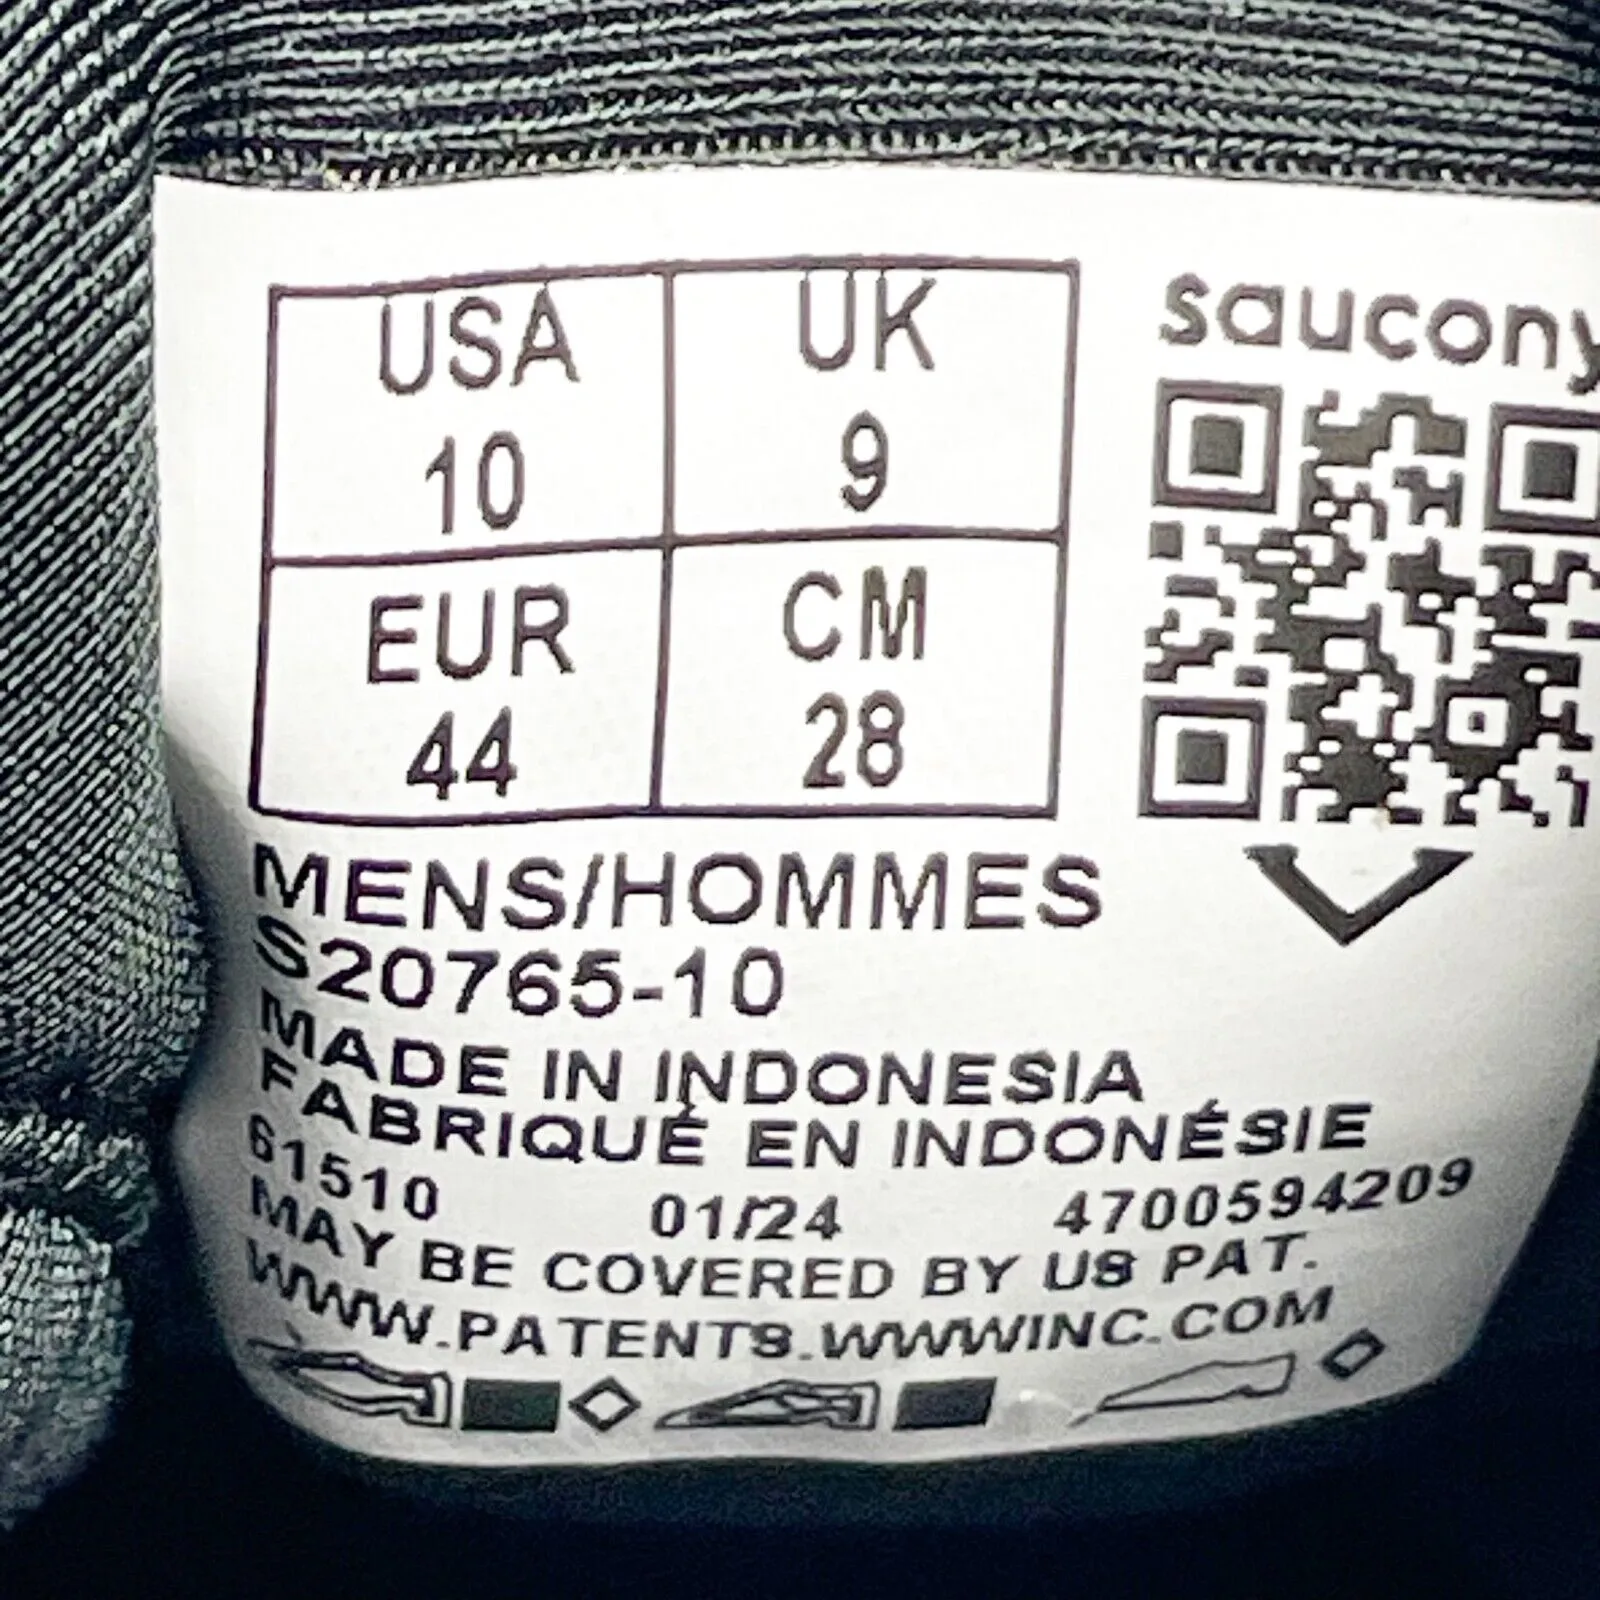 USA
10
UK
9
EUR
44
CM
28
saucony
MENS/HOMMES
S20765-10
MADE IN INDONESIA
FABRIQUÉ EN INDONÉSIE
61510 01/24 4700594209
MAY BE COVERED BY US PAT.
WWW.PATENTS.WWWINC.COM